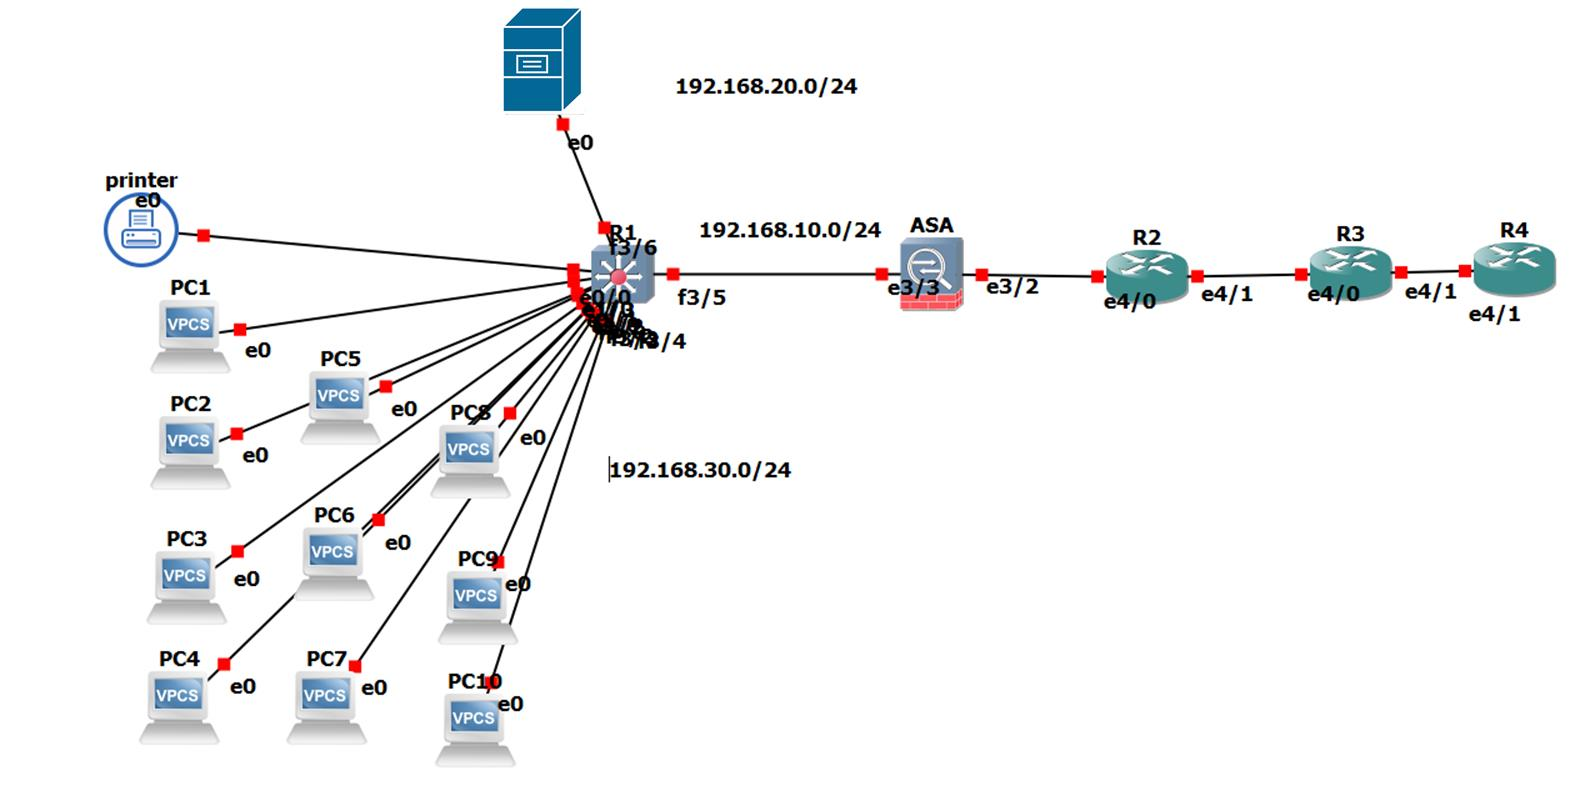 192.168.20.0/24
e0
printer
e0
R1
f3/6
192.168.10.0/24
ASA
R2
R3
R4
f3/5
e3/3
e3/2
e4/0
e4/1
e4/0
e4/1
e4/1
e0/0
f3/4
PC1
VPCS
e0
PC5
VPCS
e0
PC2
VPCS
e0
PC8
VPCS
e0
192.168.30.0/24
PC3
VPCS
e0
PC6
VPCS
e0
PC9
VPCS
e0
PC4
VPCS
e0
PC7
VPCS
e0
PC10
VPCS
e0